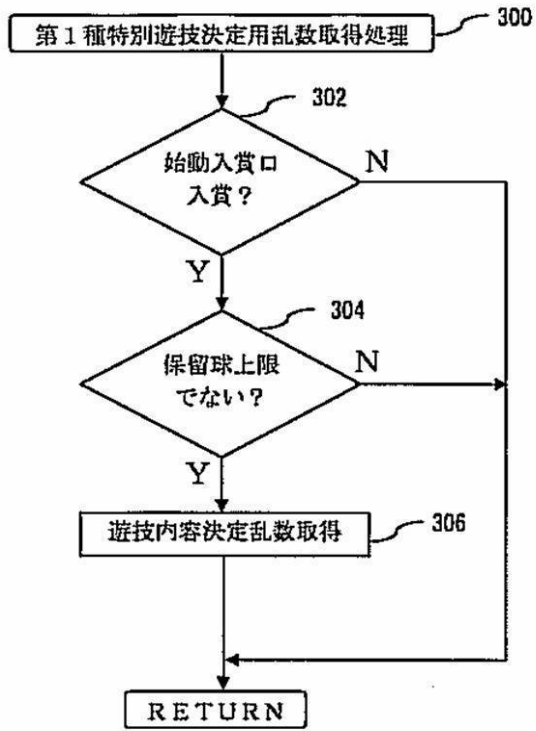 第1種特別遊技決定用乱数取得処理
300
302
始動入賞口
入賞？
N
Y
304
保留球上限
でない？
N
Y
遊技内容決定乱数取得
306
RETURN